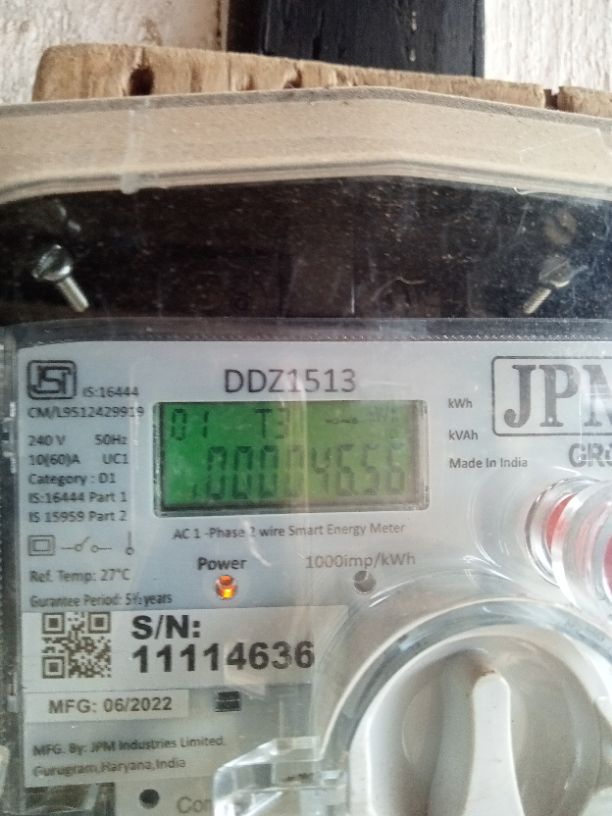 DDZ1513
IS:16444
CM/L9512429919
240 V 50Hz
10(60)A UC1
Category : D1
IS:16444 Part 1
IS 15959 Part 2
01 T3
kWh
kVAh
Made In India
JPM
GRO
AC 1 -Phase 2 wire Smart Energy Meter
Power 1000imp/kWh
Ref. Temp: 27°C
Gurantee Period: 5½ years
S/N:
11114636
MFG: 06/2022
MFG. By: JPM Industries Limited.
Gurugram,Haryana,India
Com